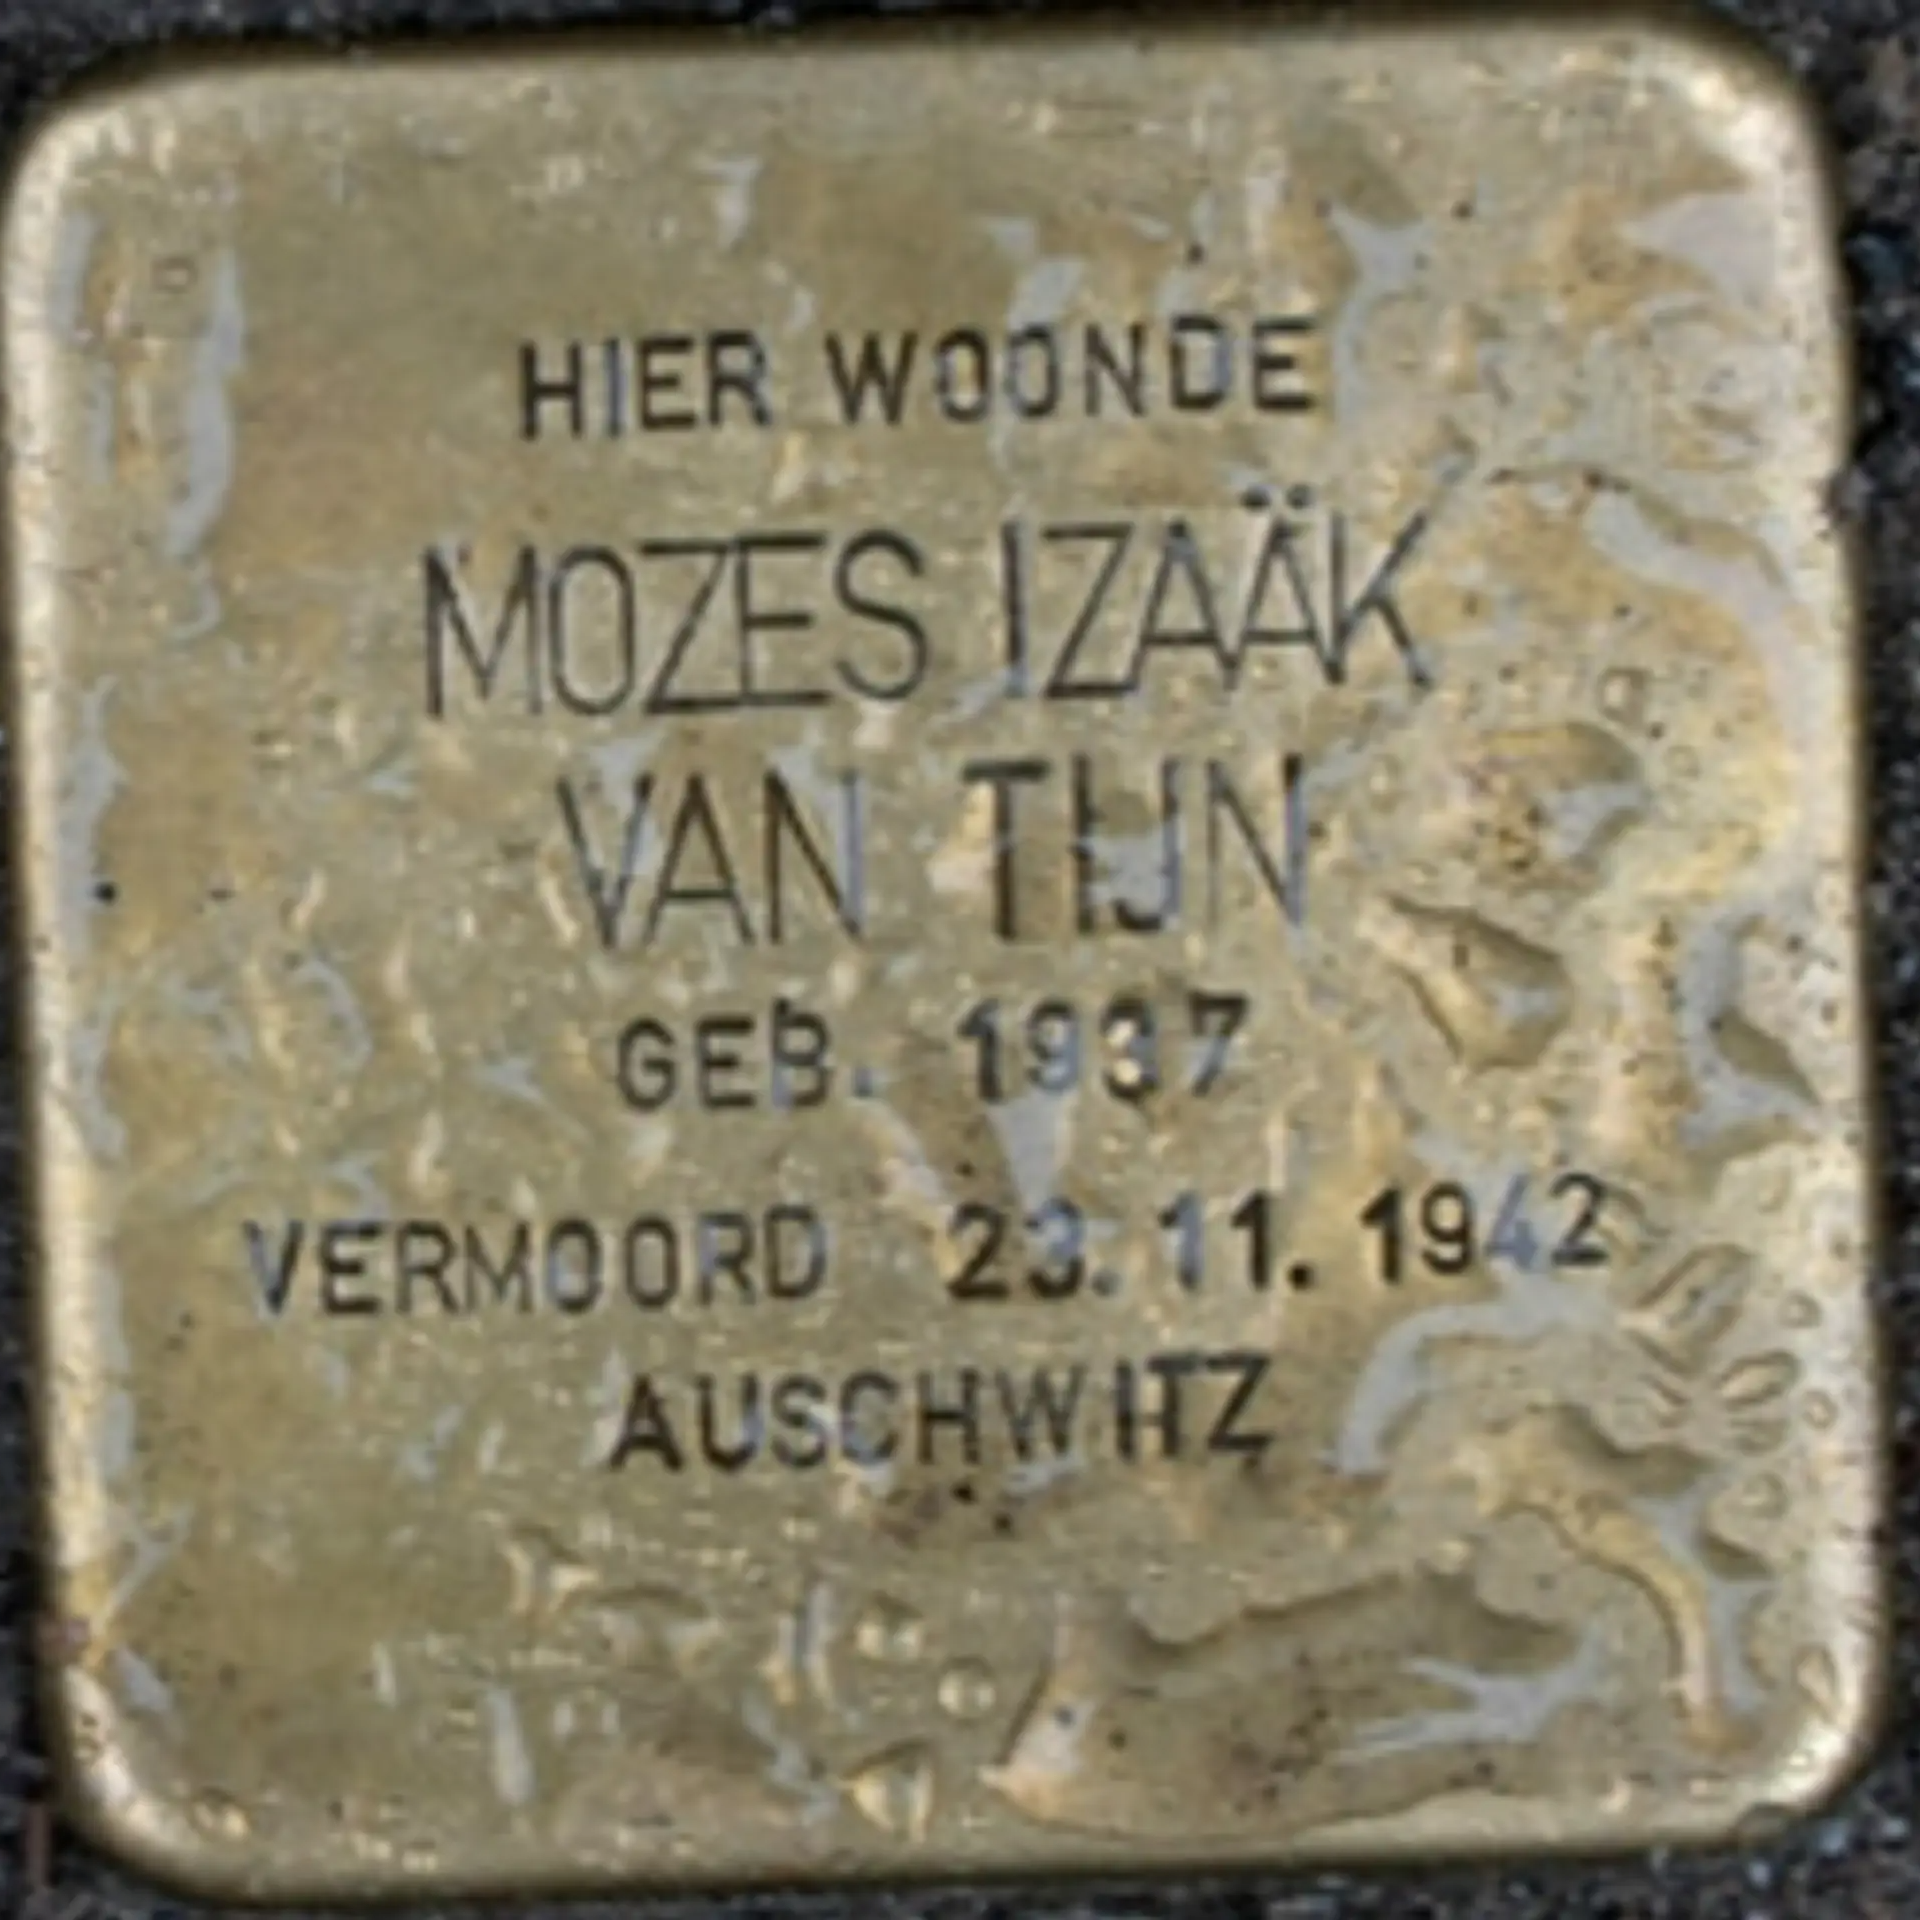 HIER WOONDE
MOZES IZAÄK
VAN TIJN
GEB. 1937
VERMOORD 23.11.1942
AUSCHWITZ